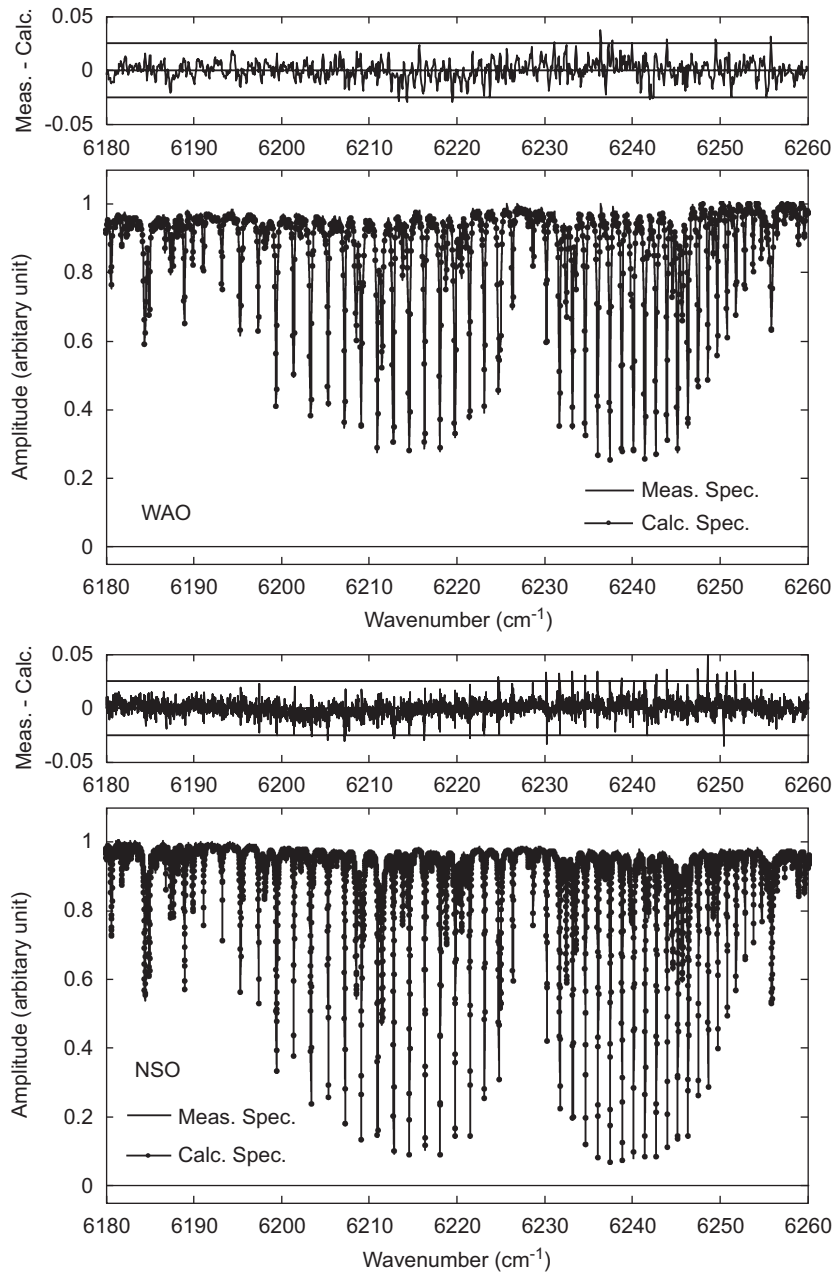 Meas. - Calc.
0.05
0
-0.05
6180 6190 6200 6210 6220 6230 6240 6250 6260
Amplitude (arbitary unit)
1
0.8
0.6
0.4
0.2
0
WAO
Meas. Spec.
Calc. Spec.
6180 6190 6200 6210 6220 6230 6240 6250 6260
Wavenumber (cm-1)
Meas. - Calc.
0.05
0
-0.05
6180 6190 6200 6210 6220 6230 6240 6250 6260
Amplitude (arbitary unit)
1
0.8
0.6
0.4
0.2
0
NSO
Meas. Spec.
Calc. Spec.
6180 6190 6200 6210 6220 6230 6240 6250 6260
Wavenumber (cm-1)